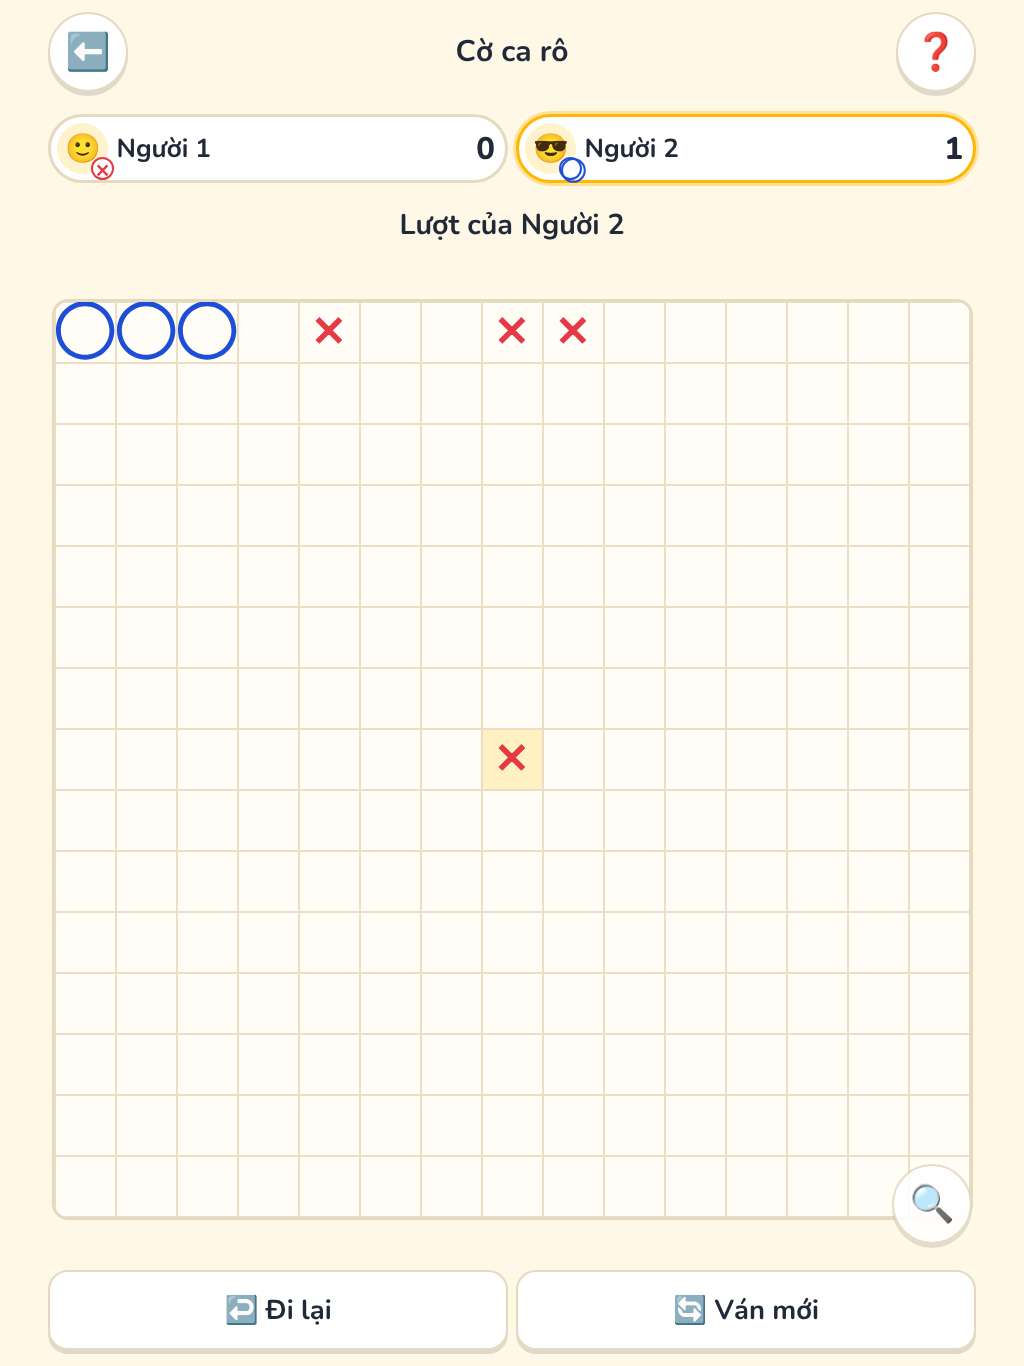 Cờ ca rô
Người 1 0
Người 2 1
Lượt của Người 2
Đi lại
Ván mới